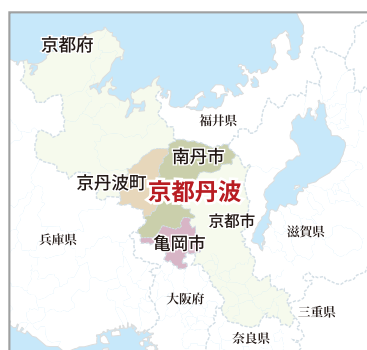 京都府
福井県
南丹市
京丹波町
京都丹波
京都市
兵庫県
亀岡市
滋賀県
大阪府
三重県
奈良県